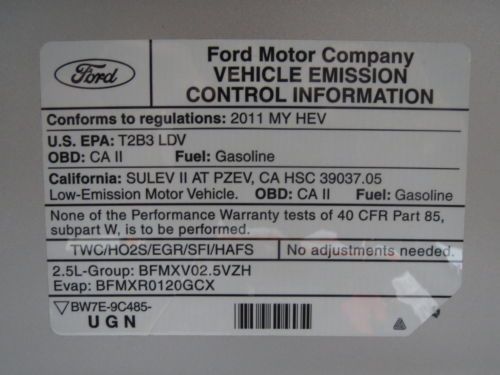 Ford
Ford Motor Company
VEHICLE EMISSION
CONTROL INFORMATION
Conforms to regulations: 2011 MY HEV
U.S. EPA: T2B3 LDV
OBD: CA II Fuel: Gasoline
California: SULEV II AT PZEV, CA HSC 39037.05
Low-Emission Motor Vehicle. OBD: CA II Fuel: Gasoline
None of the Performance Warranty tests of 40 CFR Part 85,
subpart W, is to be performed.
TWC/HO2S/EGR/SFI/HAFS No adjustments needed.
2.5L-Group: BFMXV02.5VZH
Evap: BFMXR0120GCX
BW7E-9C485-
UGN